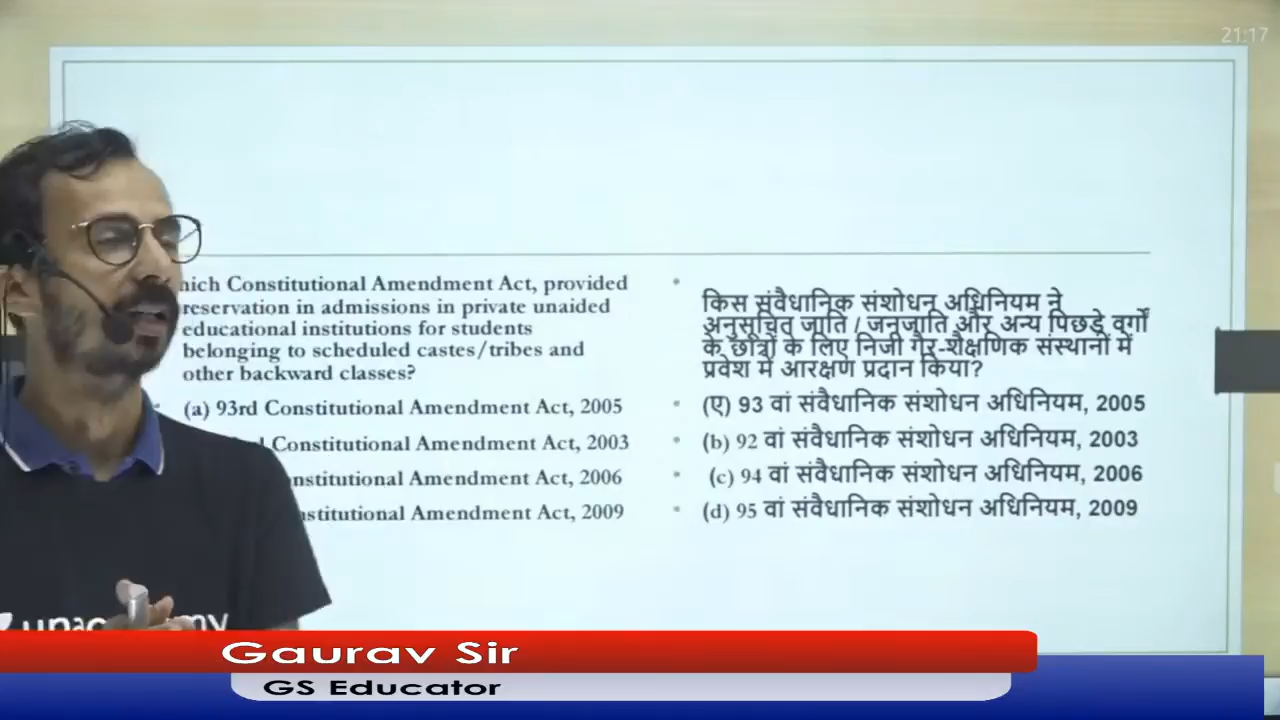 21:17
Constitutional Amendment Act, provided
reservation in admissions in private unaided
educational institutions for students
belonging to scheduled castes/tribes and
other backward classes?
(a) 93rd Constitutional Amendment Act, 2005
Constitutional Amendment Act, 2003
Amendment Act, 2006
Amendment Act, 2009
किस संवैधानिक संशोधन अधिनियम ने
अनुसूचित जाति / जनजाति और अन्य पिछड़े वर्गों
के छात्रों के लिए निजी गैर-शैक्षणिक संस्थानों में
प्रवेश में आरक्षण प्रदान किया?
(ए) 93 वां संवैधानिक संशोधन अधिनियम, 2005
(b) 92 वां संवैधानिक संशोधन अधिनियम, 2003
(c) 94 वां संवैधानिक संशोधन अधिनियम, 2006
(d) 95 वां संवैधानिक संशोधन अधिनियम, 2009
Gaurav Sir
GS Educator